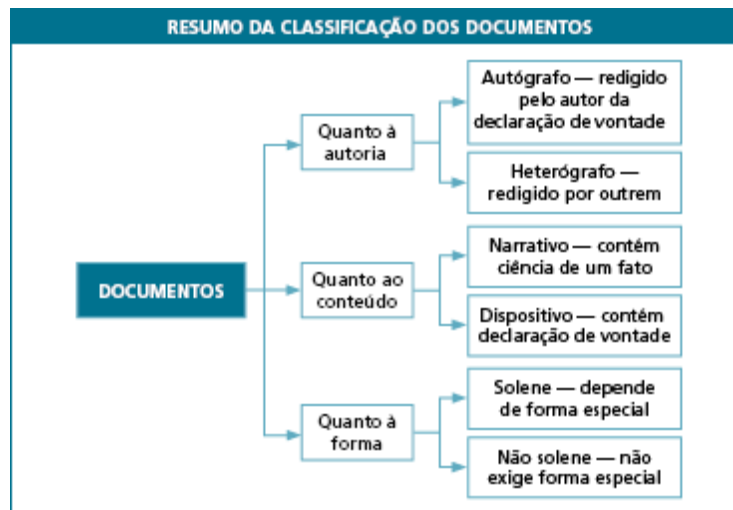 RESUMO DA CLASSIFICAÇÃO DOS DOCUMENTOS
DOCUMENTOS
Quanto à
autoria
Autógrafo — redigido
pelo autor da
declaração de vontade
Heterógrafo —
redigido por outrem
Quanto ao
conteúdo
Narrativo — contém
ciência de um fato
Dispositivo — contém
declaração de vontade
Quanto à
forma
Solene — depende
de forma especial
Não solene — não
exige forma especial